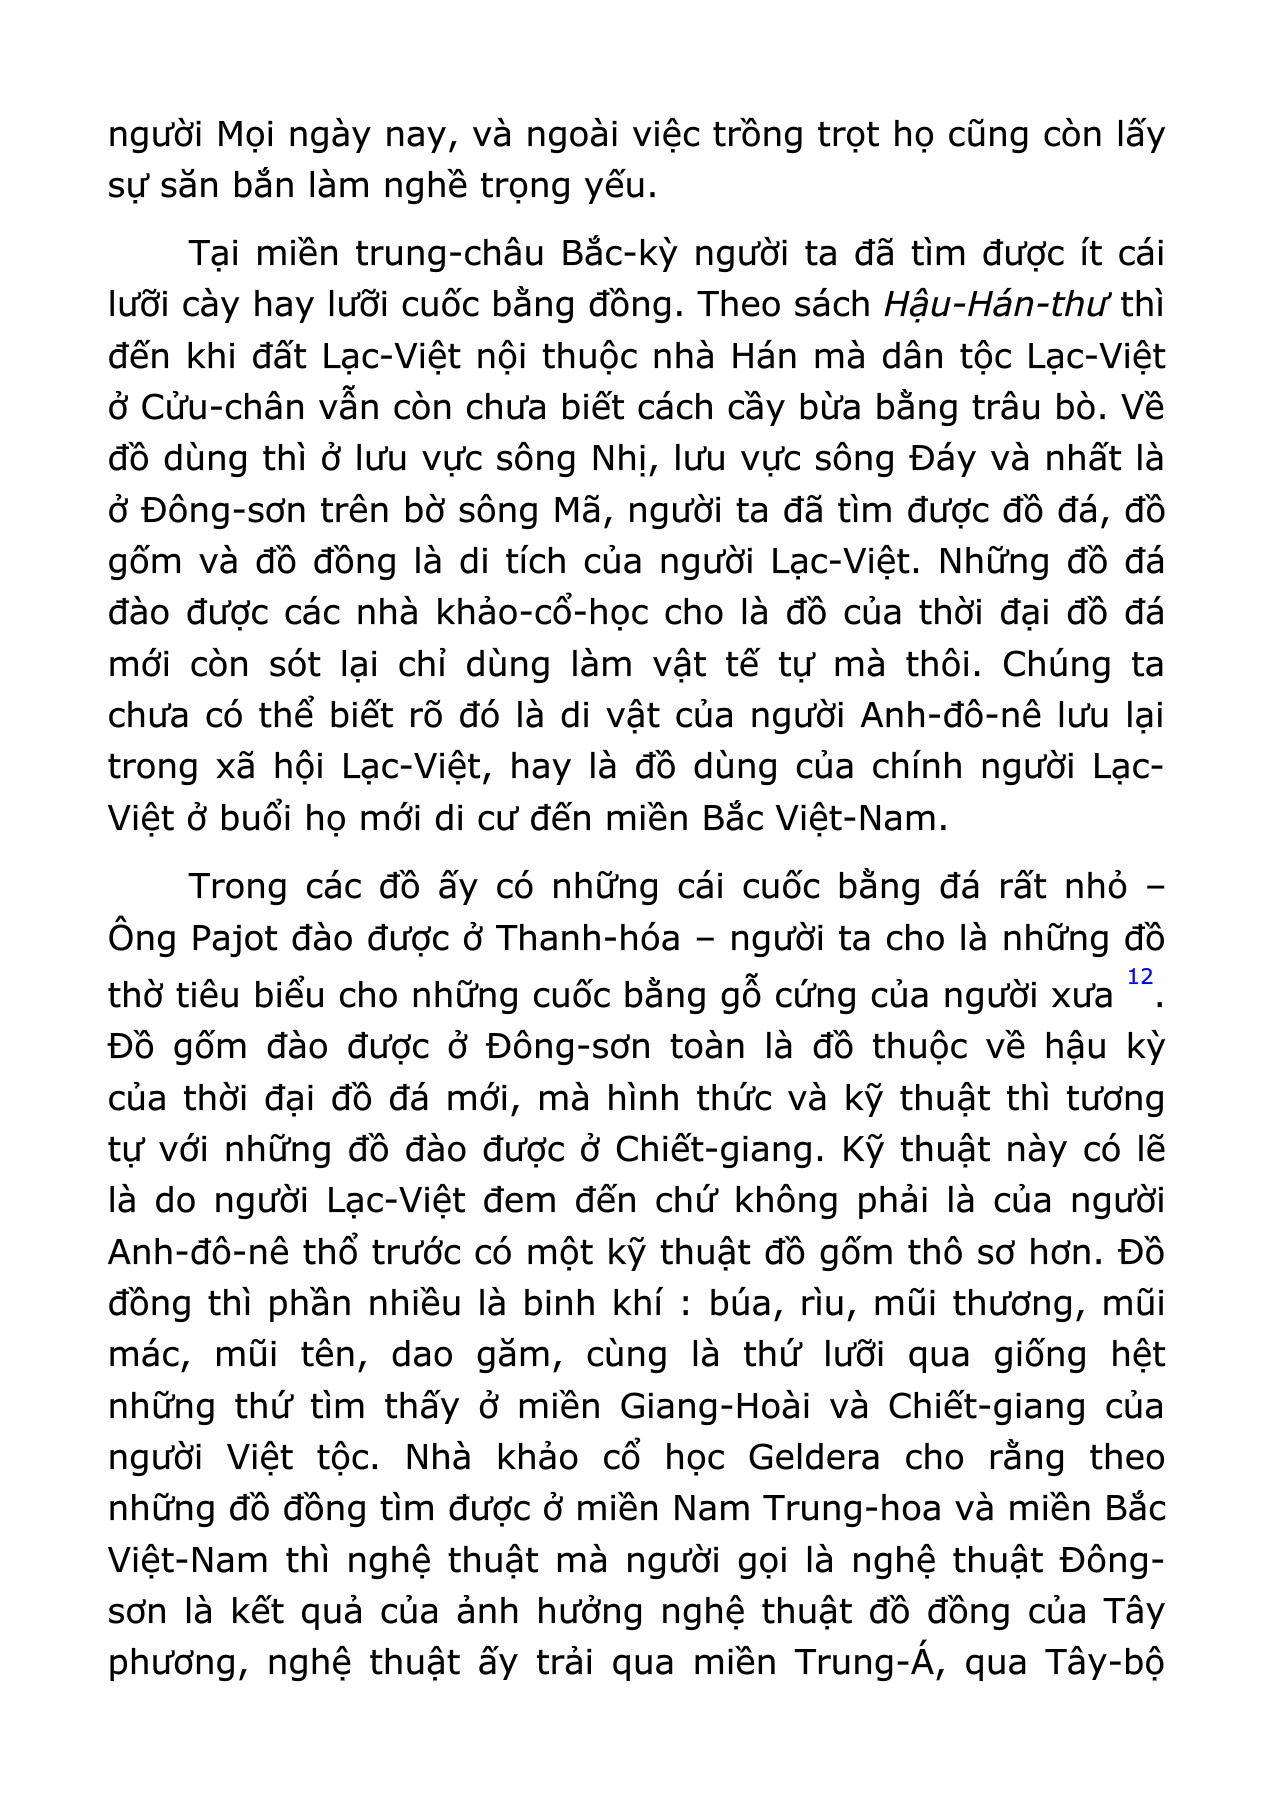 người Mọi ngày nay, và ngoài việc trồng trọt họ cũng còn lấy
sự săn bắn làm nghề trọng yếu.
Tại miền trung-châu Bắc-kỳ người ta đã tìm được ít cái
lưỡi cày hay lưỡi cuốc bằng đồng. Theo sách Hậu-Hán-thư thì
đến khi đất Lạc-Việt nội thuộc nhà Hán mà dân tộc Lạc-Việt
ở Cửu-chân vẫn còn chưa biết cách cầy bừa bằng trâu bò. Về
đồ dùng thì ở lưu vực sông Nhị, lưu vực sông Đáy và nhất là
ở Đông-sơn trên bờ sông Mã, người ta đã tìm được đồ đá, đồ
gốm và đồ đồng là di tích của người Lạc-Việt. Những đồ đá
đào được các nhà khảo-cổ-học cho là đồ của thời đại đồ đá
mới còn sót lại chỉ dùng làm vật tế tự mà thôi. Chúng ta
chưa có thể biết rõ đó là di vật của người Anh-đô-nê lưu lại
trong xã hội Lạc-Việt, hay là đồ dùng của chính người Lạc-
Việt ở buổi họ mới di cư đến miền Bắc Việt-Nam.
Trong các đồ ấy có những cái cuốc bằng đá rất nhỏ –
Ông Pajot đào được ở Thanh-hóa – người ta cho là những đồ
thờ tiêu biểu cho những cuốc bằng gỗ cứng của người xưa 12.
Đồ gốm đào được ở Đông-sơn toàn là đồ thuộc về hậu kỳ
của thời đại đồ đá mới, mà hình thức và kỹ thuật thì tương
tự với những đồ đào được ở Chiết-giang. Kỹ thuật này có lẽ
là do người Lạc-Việt đem đến chứ không phải là của người
Anh-đô-nê thổ trước có một kỹ thuật đồ gốm thô sơ hơn. Đồ
đồng thì phần nhiều là binh khí : búa, rìu, mũi thương, mũi
mác, mũi tên, dao găm, cùng là thứ lưỡi qua giống hệt
những thứ tìm thấy ở miền Giang-Hoài và Chiết-giang của
người Việt tộc. Nhà khảo cổ học Geldera cho rằng theo
những đồ đồng tìm được ở miền Nam Trung-hoa và miền Bắc
Việt-Nam thì nghệ thuật mà người gọi là nghệ thuật Đông-
sơn là kết quả của ảnh hưởng nghệ thuật đồ đồng của Tây
phương, nghệ thuật ấy trải qua miền Trung-Á, qua Tây-bộ